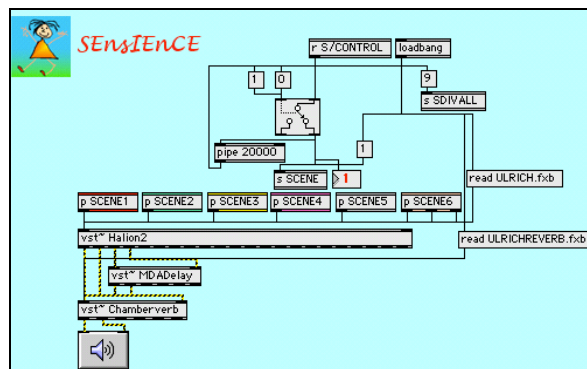 SEnsIEnCE
r S/CONTROL
loadbang
1
0
9
s SDIVALL
pipe 20000
1
s SCENE
1
read ULRICH.fxb
p SCENE1
p SCENE2
p SCENE3
p SCENE4
p SCENE5
p SCENE6
vst~ Halion2
read ULRICHREVERB.fxb
vst~ MDADelay
vst~ Chamberverb